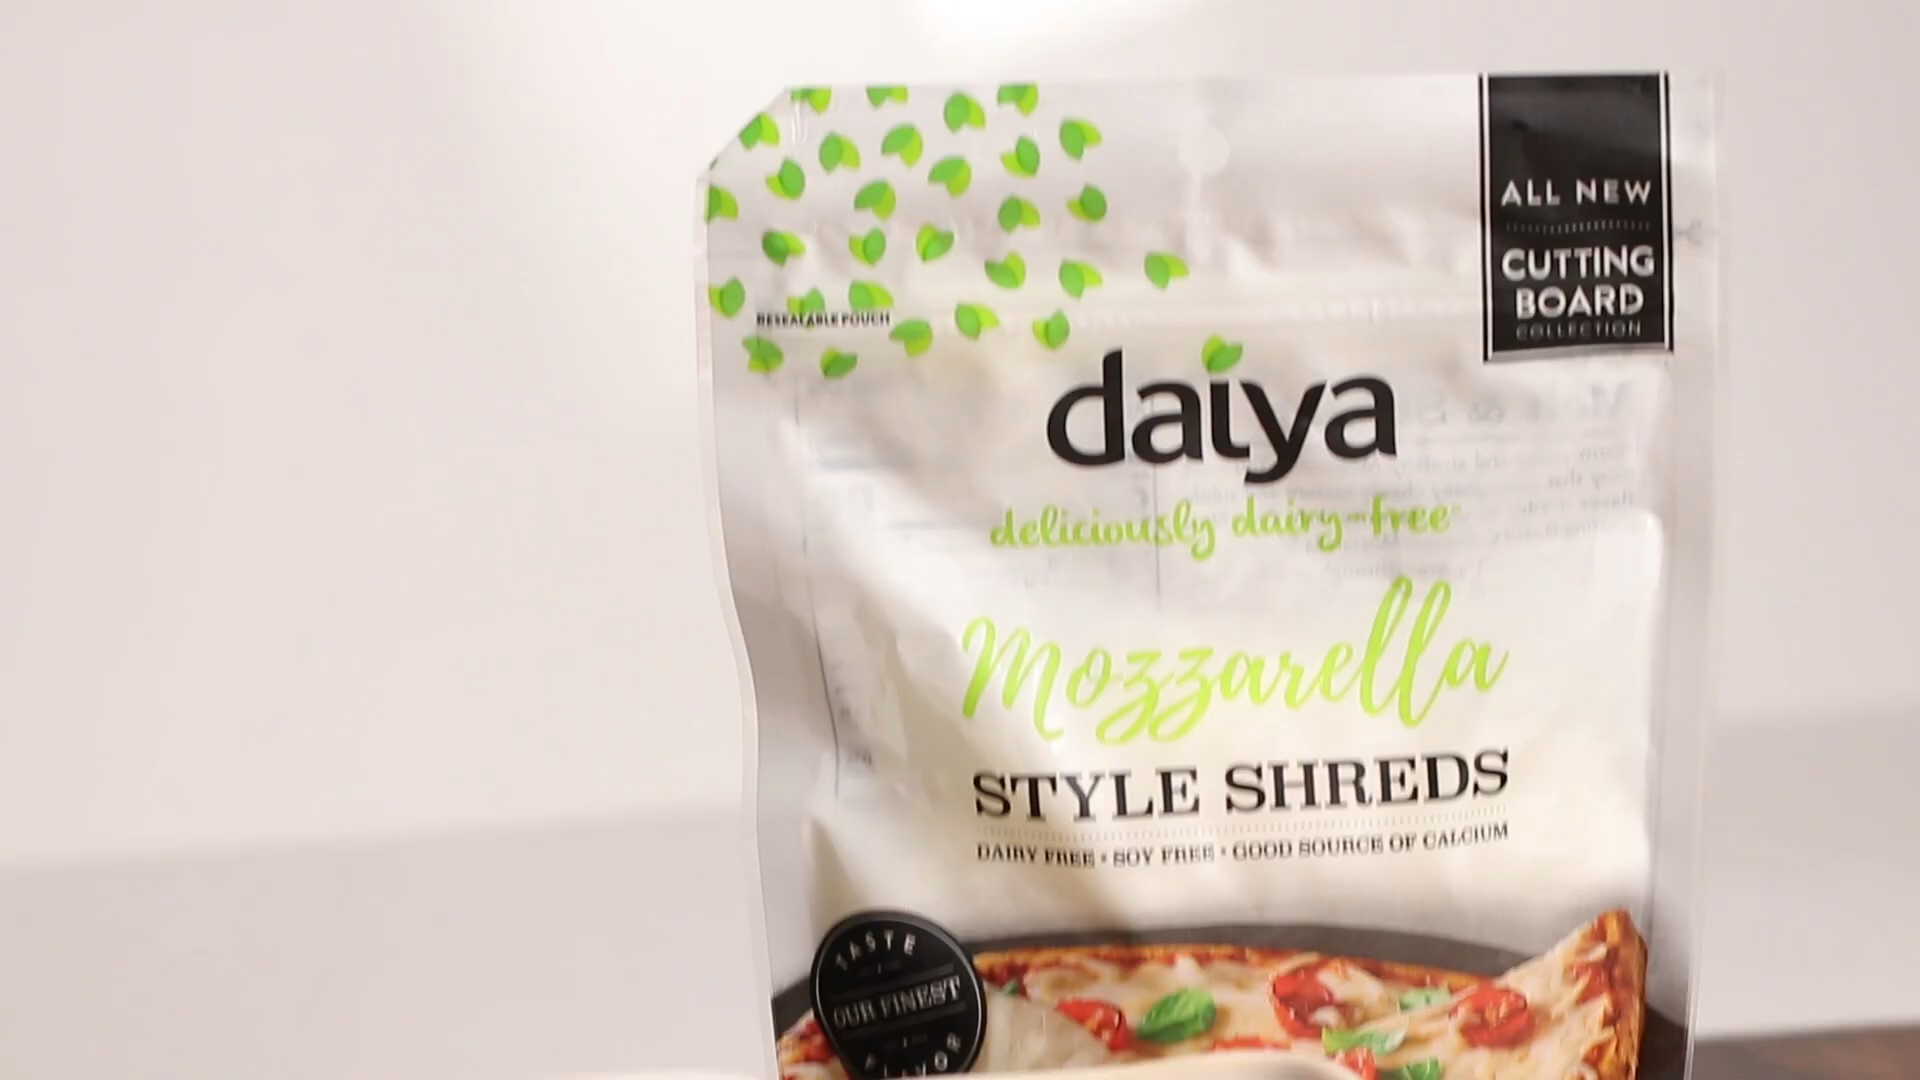 ALL NEW
CUTTING
BOARD
COLLECTION
RESEALABLE POUCH
daiya
deliciously dairy-free
Mozzarella
STYLE SHREDS
DAIRY FREE • SOY FREE • GOOD SOURCE OF CALCIUM
TASTE
OUR FINEST
FLAVOR